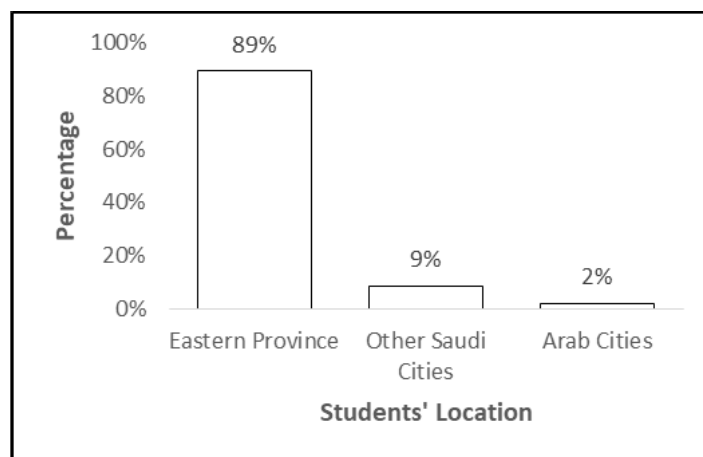 100%
80%
60%
40%
20%
0%
Percentage
89%
9%
2%
Eastern Province
Other Saudi
Cities
Arab Cities
Students' Location